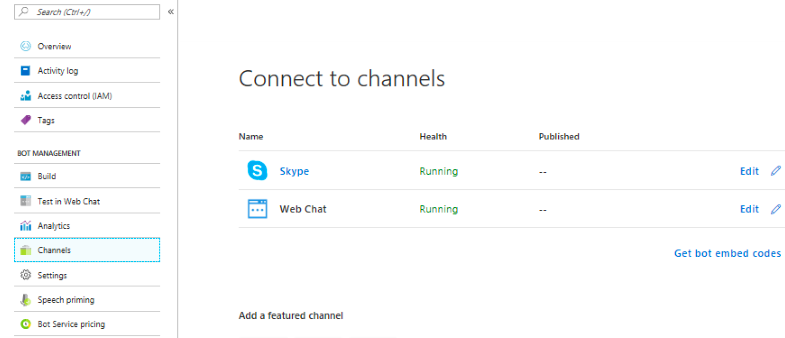 Search (Ctrl+/)
«
Overview
Activity log
Access control (IAM)
Tags
BOT MANAGEMENT
Build
Test in Web Chat
Analytics
Channels
Settings
Speech priming
Bot Service pricing
Connect to channels
Name Health Published
Skype Running -- Edit
Web Chat Running -- Edit
Get bot embed codes
Add a featured channel